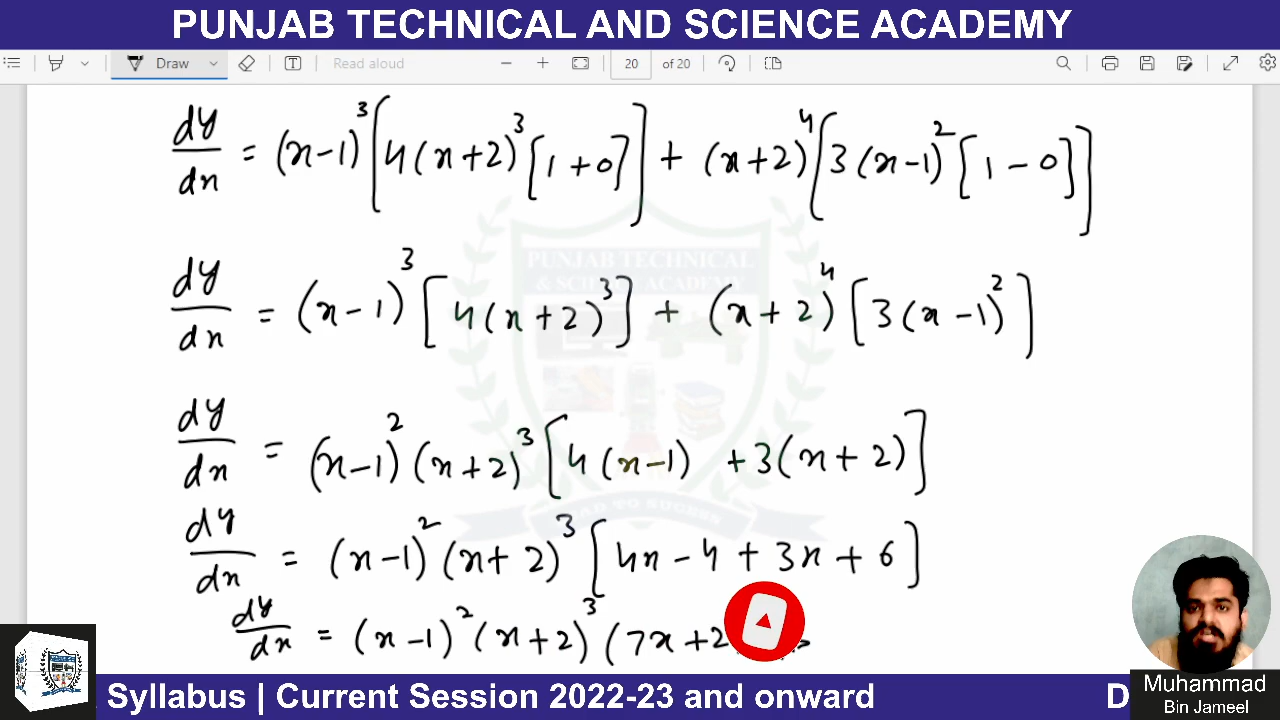 PUNJAB TECHNICAL AND SCIENCE ACADEMY
Draw Read aloud 20 of 20
dy/dx = (x-1)³[4(x+2)³[1+0]] + (x+2)⁴[3(x-1)²[1-0]]
PUNJAB TECHNICAL
& SCIENCE ACADEMY
dy/dx = (x-1)³[4(x+2)³] + (x+2)⁴[3(x-1)²]
dy/dx = (x-1)²(x+2)³[4(x-1) +3(x+2)]
dy/dx = (x-1)²(x+2)³[4x-4+3x+6]
dy/dx = (x-1)²(x+2)³(7x+2
Syllabus | Current Session 2022-23 and onward D
Muhammad
Bin Jameel